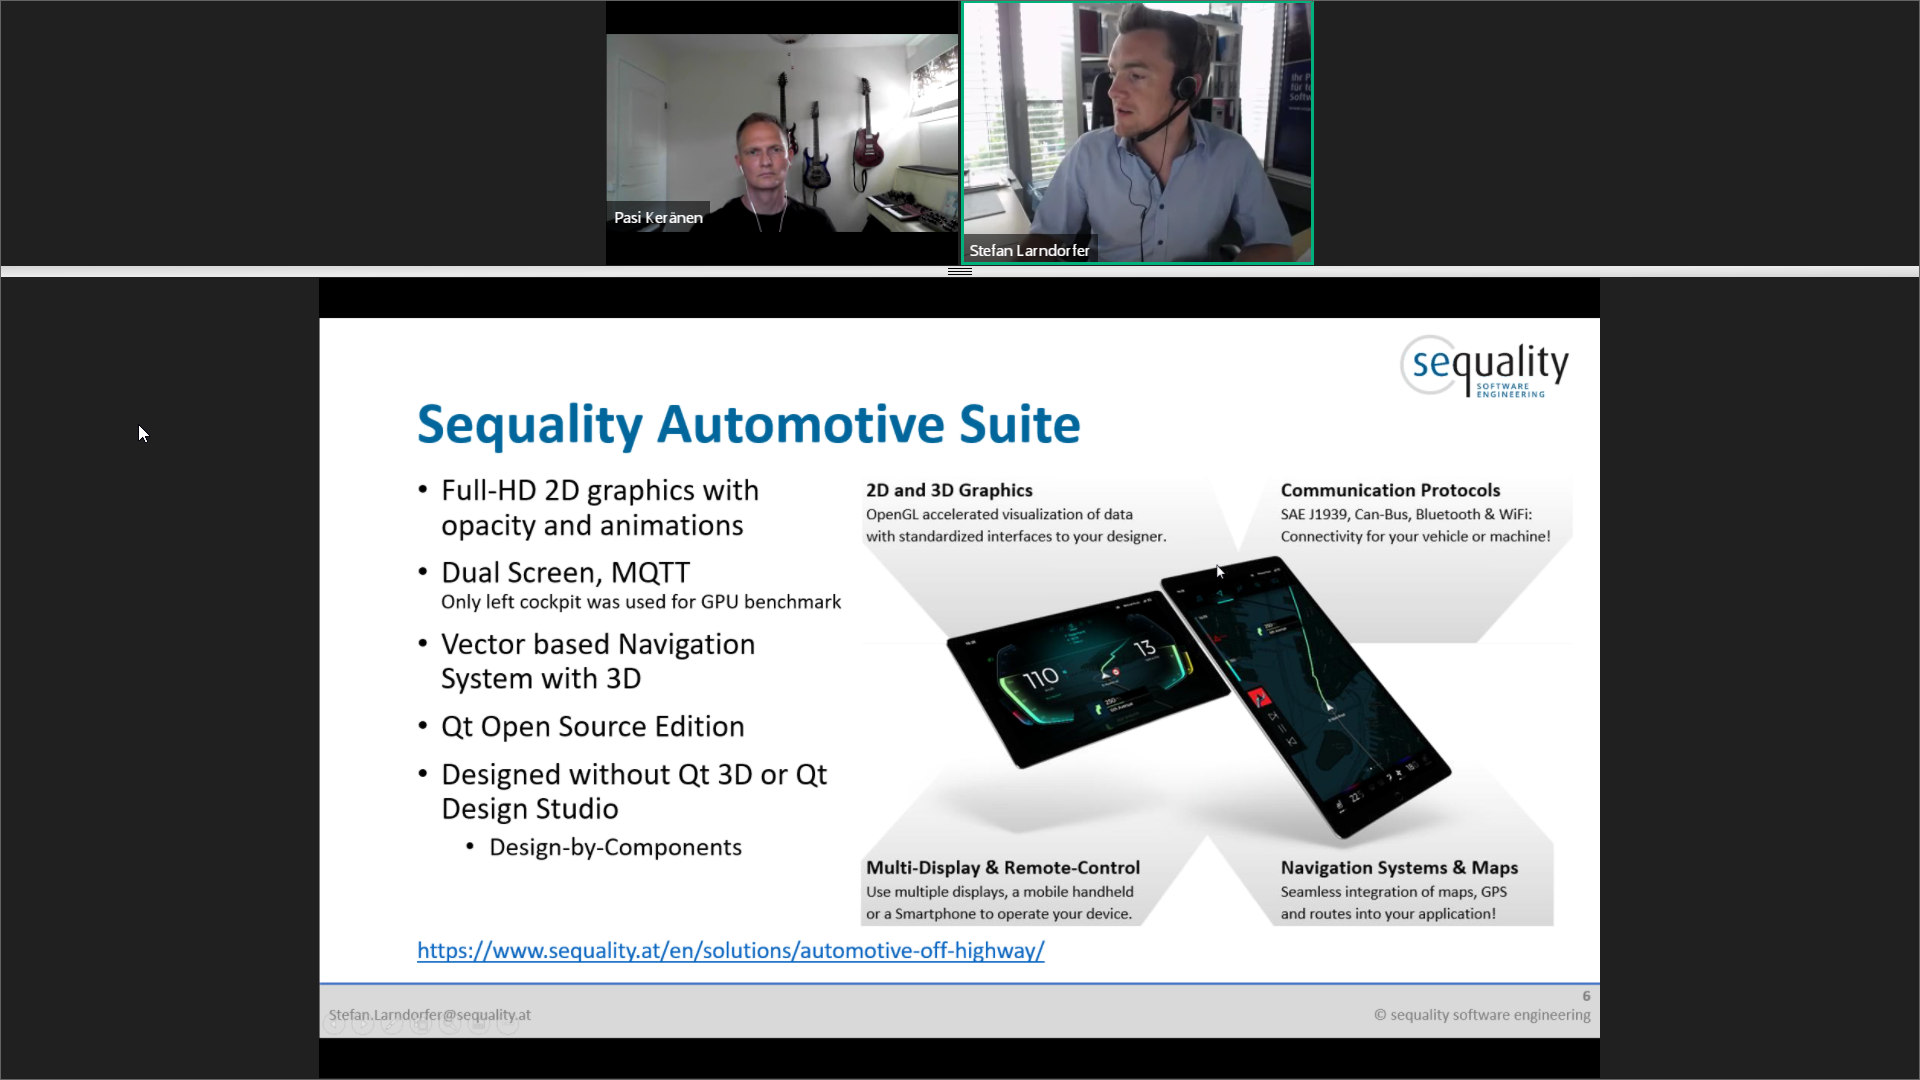 Pasi Keränen
Ihr P
für te
Softw
Stefan Larndorfer
sequality
SOFTWARE
ENGINEERING
Sequality Automotive Suite
• Full-HD 2D graphics with
opacity and animations
• Dual Screen, MQTT
Only left cockpit was used for GPU benchmark
• Vector based Navigation
System with 3D
• Qt Open Source Edition
• Designed without Qt 3D or Qt
Design Studio
• Design-by-Components
2D and 3D Graphics
OpenGL accelerated visualization of data
with standardized interfaces to your designer.
Communication Protocols
SAE J1939, Can-Bus, Bluetooth & WiFi:
Connectivity for your vehicle or machine!
110
13
250
22
Multi-Display & Remote-Control
Use multiple displays, a mobile handheld
or a Smartphone to operate your device.
Navigation Systems & Maps
Seamless integration of maps, GPS
and routes into your application!
https://www.sequality.at/en/solutions/automotive-off-highway/
6
Stefan.Larndorfer@sequality.at
© sequality software engineering